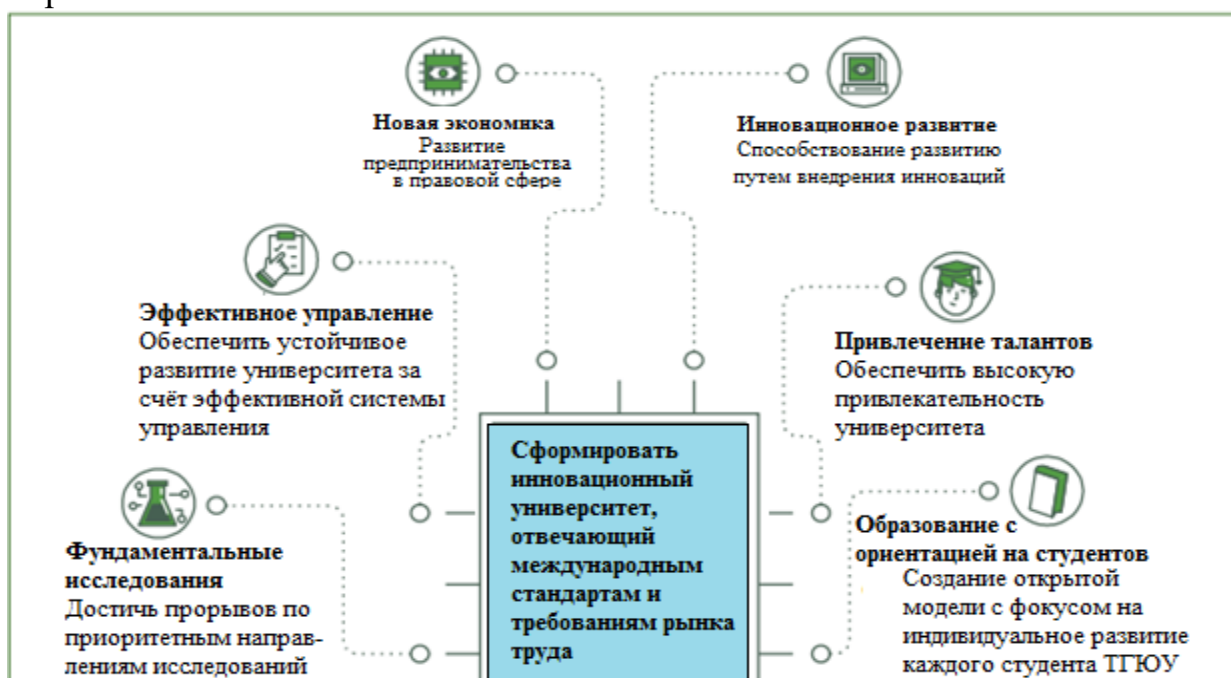 Новая экономика
Развитие
предпринимательства
в правовой сфере
Инновационное развитие
Способствование развитию
путем внедрения инноваций
Эффективное управление
Обеспечить устойчивое
развитие университета за
счёт эффективной системы
управления
Привлечение талантов
Обеспечить высокую
привлекательность
университета
Сформировать
инновационный
университет,
отвечающий
международным
стандартам и
требованиям рынка
труда
Фундаментальные
исследования
Достичь прорывов по
приоритетным направ-
лениям исследований
Образование с
ориентацией на студентов
Создание открытой
модели с фокусом на
индивидуальное развитие
каждого студента ТГЮУ